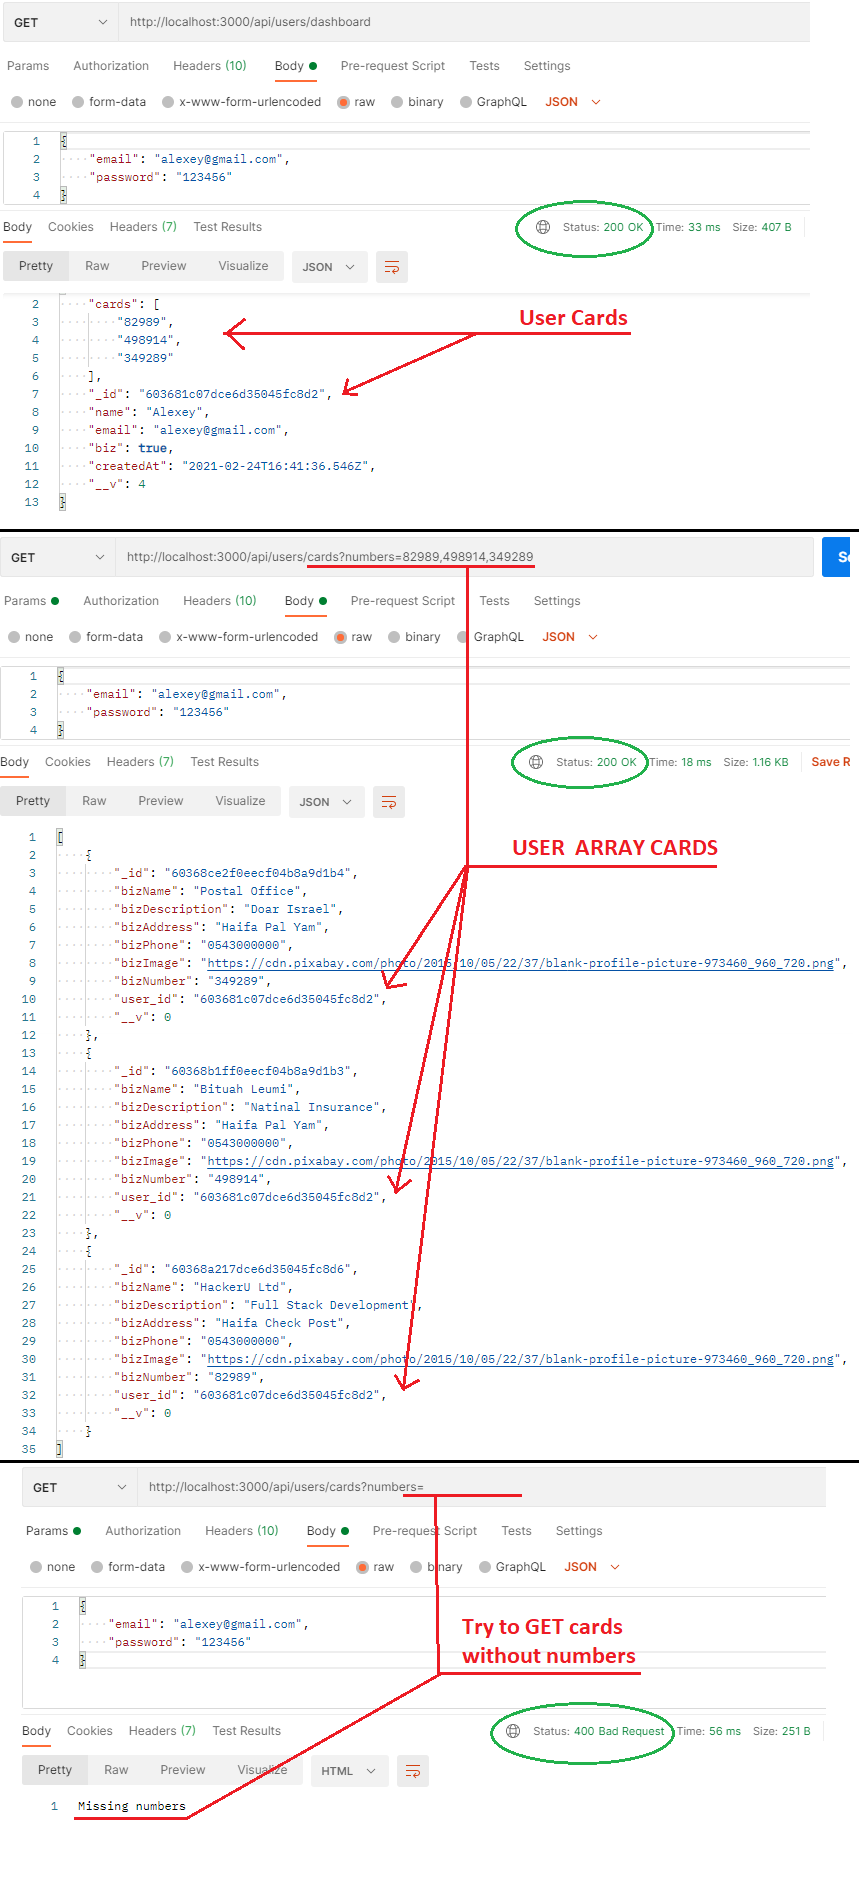 GET http://localhost:3000/api/users/dashboard
Params Authorization Headers (10) Body Pre-request Script Tests Settings
none form-data x-www-form-urlencoded raw binary GraphQL JSON
1 {
2 "email": "alexey@gmail.com",
3 "password": "123456"
4 }
Body Cookies Headers (7) Test Results Status: 200 OK Time: 33 ms Size: 407 B
Pretty Raw Preview Visualize JSON
2 "cards": [
User Cards
3 "82989",
4 "498914",
5 "349289"
6 ],
7 "_id": "603681c07dce6d35045fc8d2",
8 "name": "Alexey",
9 "email": "alexey@gmail.com",
10 "biz": true,
11 "createdAt": "2021-02-24T16:41:36.546Z",
12 "__v": 4
13 }
GET http://localhost:3000/api/users/cards?numbers=82989,498914,349289
Params Authorization Headers (10) Body Pre-request Script Tests Settings
none form-data x-www-form-urlencoded raw binary GraphQL JSON
1 {
2 "email": "alexey@gmail.com",
3 "password": "123456"
4 }
Body Cookies Headers (7) Test Results Status: 200 OK Time: 18 ms Size: 1.16 KB Save R
Pretty Raw Preview Visualize JSON
1 [
USER ARRAY CARDS
2 {
3 "_id": "60368ce2f0eecf04b8a9d1b4",
4 "bizName": "Postal Office",
5 "bizDescription": "Doar Israel",
6 "bizAddress": "Haifa Pal Yam",
7 "bizPhone": "0543000000",
8 "bizImage": "https://cdn.pixabay.com/photo/2015/10/05/22/37/blank-profile-picture-973460_960_720.png",
9 "bizNumber": "349289",
10 "user_id": "603681c07dce6d35045fc8d2",
11 "__v": 0
12 },
13 {
14 "_id": "60368b1ff0eecf04b8a9d1b3",
15 "bizName": "Bituah Leumi",
16 "bizDescription": "Natinal Insurance",
17 "bizAddress": "Haifa Pal Yam",
18 "bizPhone": "0543000000",
19 "bizImage": "https://cdn.pixabay.com/photo/2015/10/05/22/37/blank-profile-picture-973460_960_720.png",
20 "bizNumber": "498914",
21 "user_id": "603681c07dce6d35045fc8d2",
22 "__v": 0
23 },
24 {
25 "_id": "60368a217dce6d35045fc8d6",
26 "bizName": "HackerU Ltd",
27 "bizDescription": "Full Stack Development",
28 "bizAddress": "Haifa Check Post",
29 "bizPhone": "0543000000",
30 "bizImage": "https://cdn.pixabay.com/photo/2015/10/05/22/37/blank-profile-picture-973460_960_720.png",
31 "bizNumber": "82989",
32 "user_id": "603681c07dce6d35045fc8d2",
33 "__v": 0
34 }
35 ]
GET http://localhost:3000/api/users/cards?numbers=
Params Authorization Headers (10) Body Pre-request Script Tests Settings
none form-data x-www-form-urlencoded raw binary GraphQL JSON
1 {
2 "email": "alexey@gmail.com",
3 "password": "123456"
4 }
Try to GET cards
without numbers
Body Cookies Headers (7) Test Results Status: 400 Bad Request Time: 56 ms Size: 251 B
Pretty Raw Preview Visualize HTML
1 Missing numbers